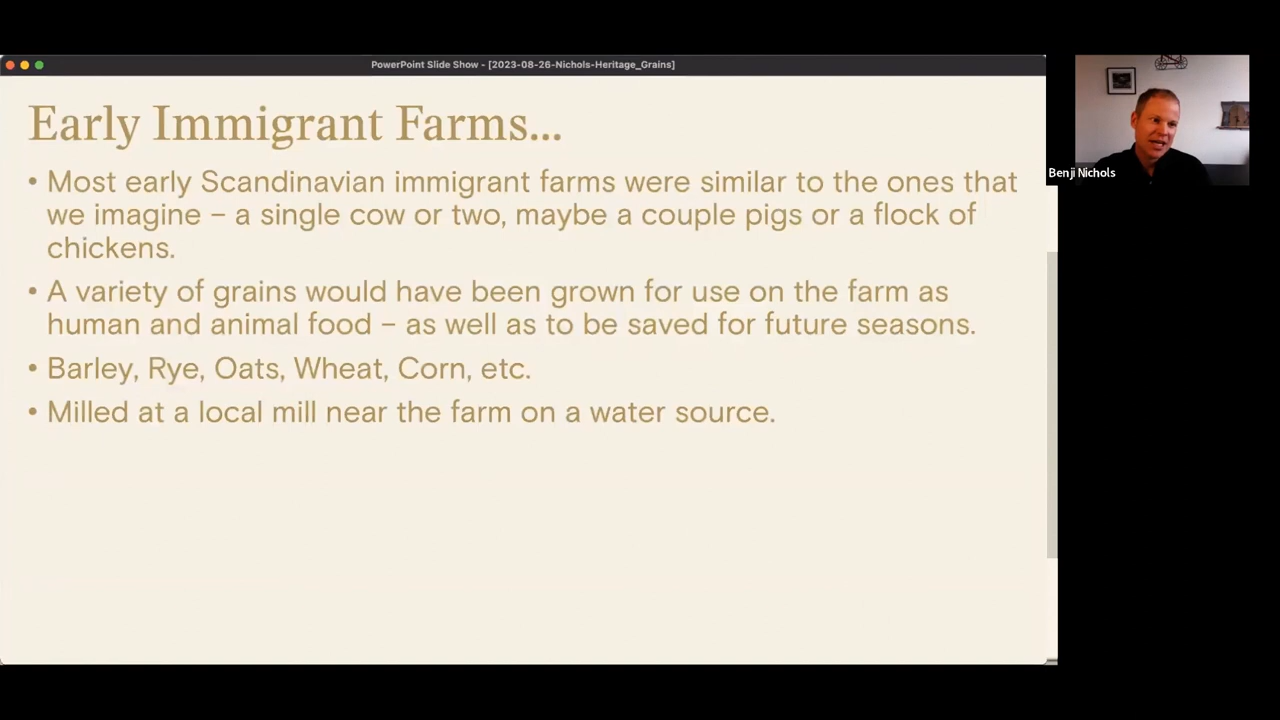 PowerPoint Slide Show - [2023-08-26-Nichols-Heritage_Grains]
Early Immigrant Farms...
• Most early Scandinavian immigrant farms were similar to the ones that
we imagine – a single cow or two, maybe a couple pigs or a flock of
chickens.
• A variety of grains would have been grown for use on the farm as
human and animal food – as well as to be saved for future seasons.
• Barley, Rye, Oats, Wheat, Corn, etc.
• Milled at a local mill near the farm on a water source.
Benji Nichols